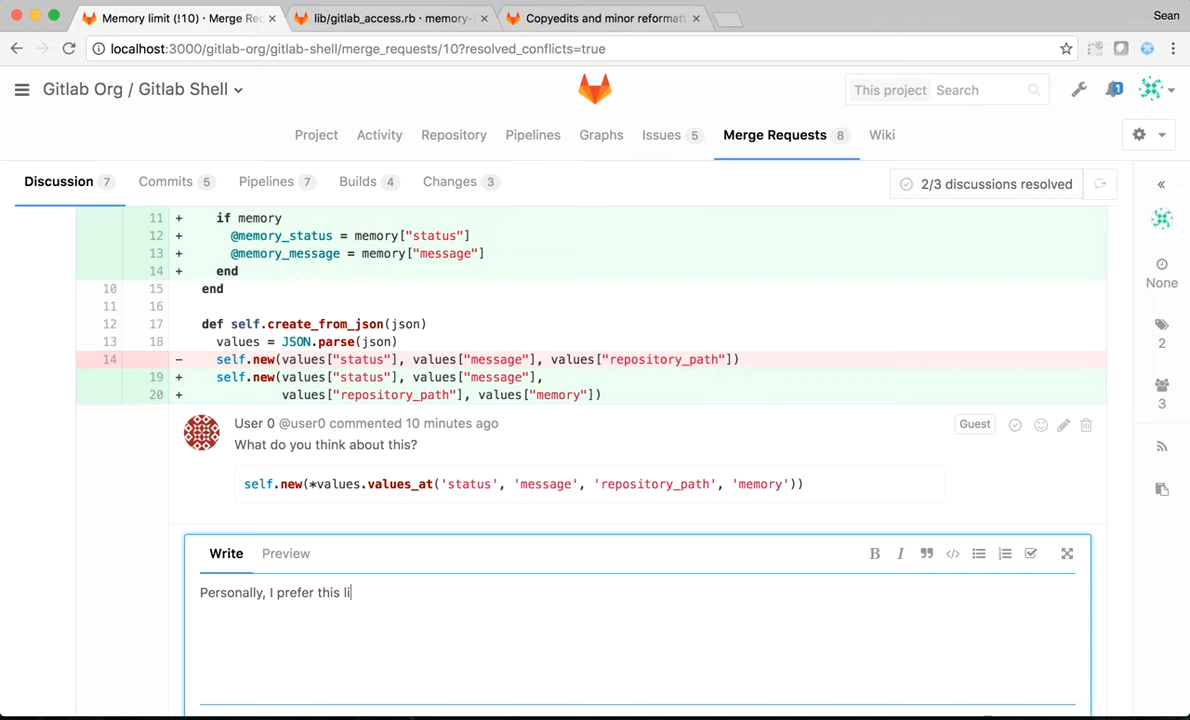 Memory limit (!10) · Merge Rec
lib/gitlab_access.rb · memory-
Copyedits and minor reformat
Sean
localhost:3000/gitlab-org/gitlab-shell/merge_requests/10?resolved_conflicts=true
Gitlab Org / Gitlab Shell
This project Search
1
Project Activity Repository Pipelines Graphs Issues 5 Merge Requests 8 Wiki
Discussion 7 Commits 5 Pipelines 7 Builds 4 Changes 3
2/3 discussions resolved
11 + if memory
12 + @memory_status = memory["status"]
13 + @memory_message = memory["message"]
14 + end
10 15 end
11 16
12 17 def self.create_from_json(json)
13 18 values = JSON.parse(json)
14 - self.new(values["status"], values["message"], values["repository_path"])
19 + self.new(values["status"], values["message"],
20 + values["repository_path"], values["memory"])
User 0 @user0 commented 10 minutes ago
Guest
What do you think about this?
self.new(*values.values_at('status', 'message', 'repository_path', 'memory'))
Write Preview
B I
Personally, I prefer this li
None
2
3